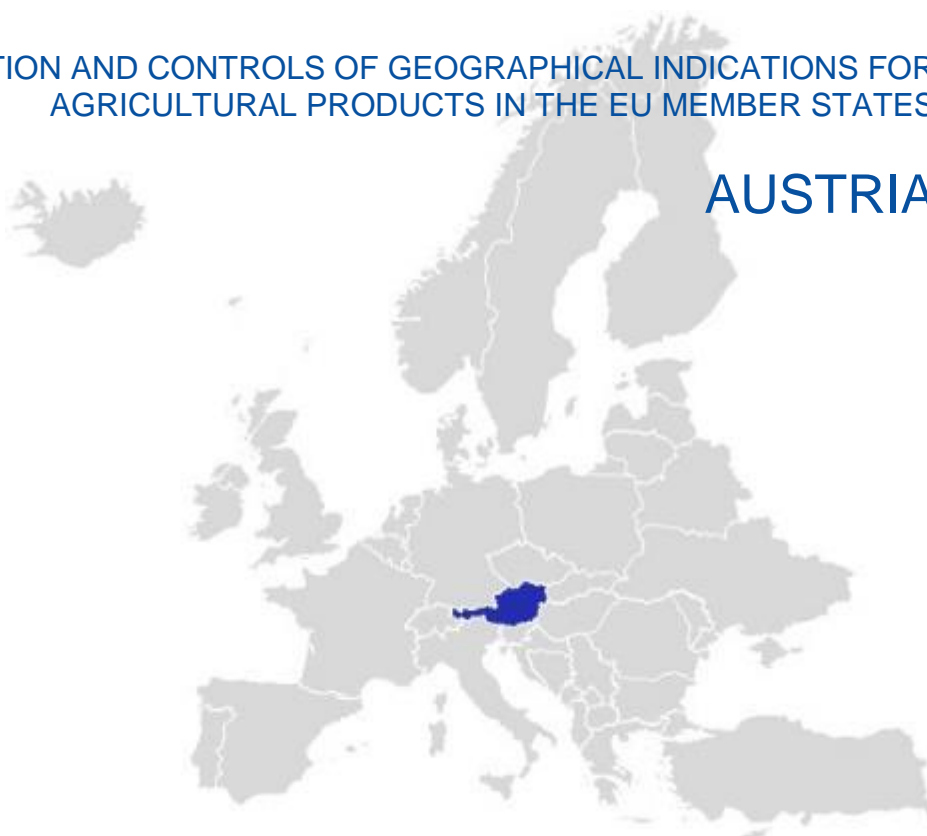 TION AND CONTROLS OF GEOGRAPHICAL INDICATIONS FOR
AGRICULTURAL PRODUCTS IN THE EU MEMBER STATES
AUSTRIA